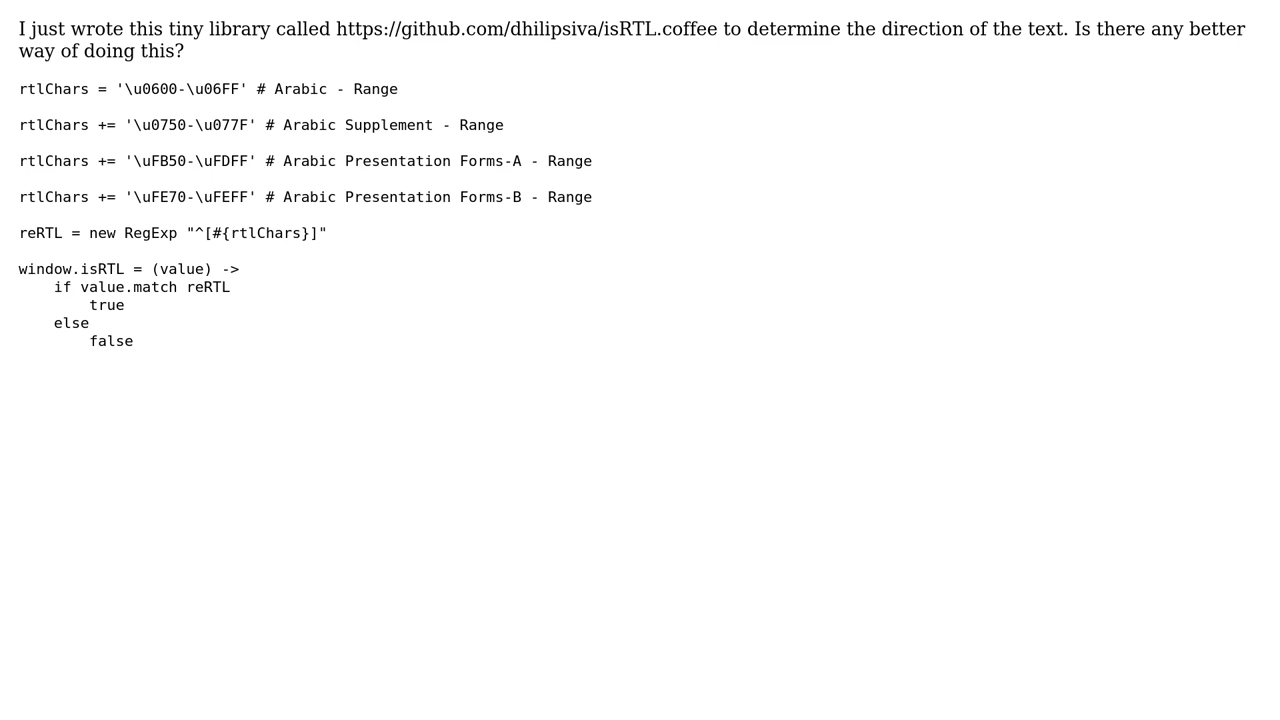 I just wrote this tiny library called https://github.com/dhilipsiva/isRTL.coffee to determine the direction of the text. Is there any better
way of doing this?
rtlChars = '\u0600-\u06FF' # Arabic - Range
rtlChars += '\u0750-\u077F' # Arabic Supplement - Range
rtlChars += '\uFB50-\uFDFF' # Arabic Presentation Forms-A - Range
rtlChars += '\uFE70-\uFEFF' # Arabic Presentation Forms-B - Range
reRTL = new RegExp "^[#{rtlChars}]"
window.isRTL = (value) ->
    if value.match reRTL
        true
    else
        false